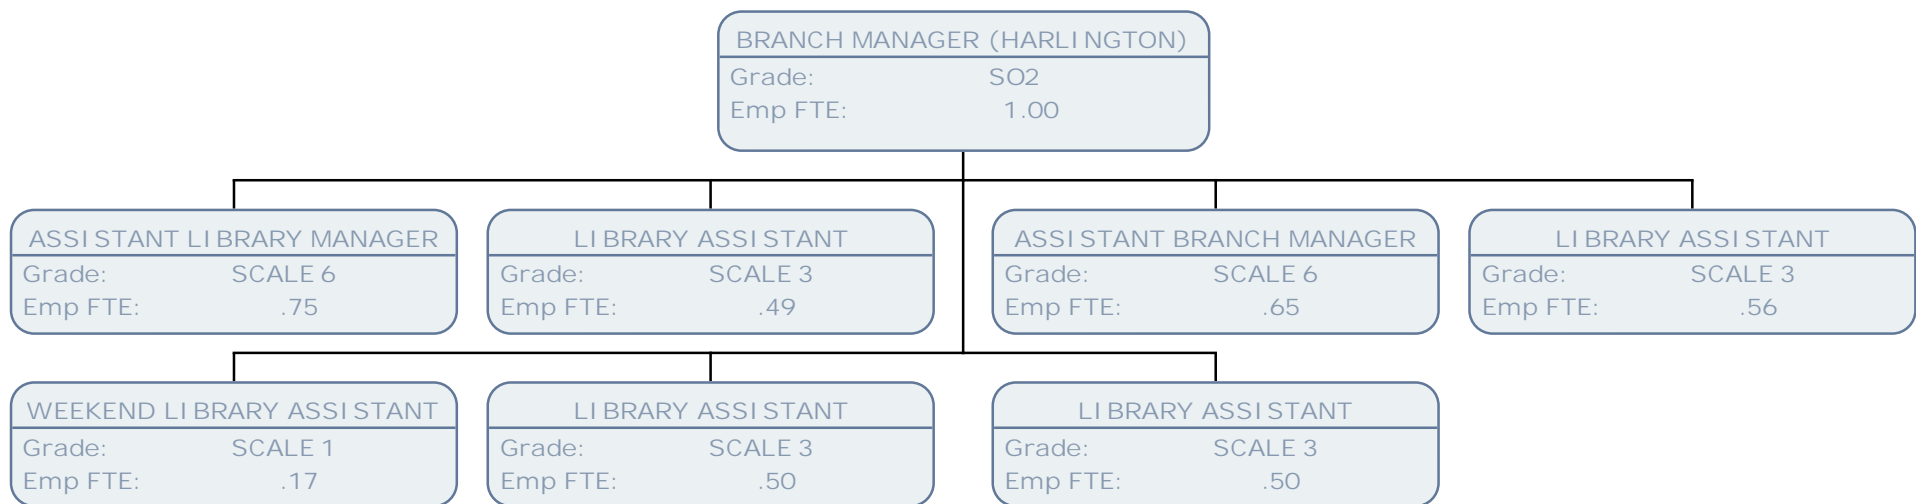 BRANCH MANAGER (HARLINGTON)
Grade: SO2
Emp FTE: 1.00
ASSISTANT LIBRARY MANAGER
Grade: SCALE 6
Emp FTE: .75
LIBRARY ASSISTANT
Grade: SCALE 3
Emp FTE: .49
ASSISTANT BRANCH MANAGER
Grade: SCALE 6
Emp FTE: .65
LIBRARY ASSISTANT
Grade: SCALE 3
Emp FTE: .56
WEEKEND LIBRARY ASSISTANT
Grade: SCALE 1
Emp FTE: .17
LIBRARY ASSISTANT
Grade: SCALE 3
Emp FTE: .50
LIBRARY ASSISTANT
Grade: SCALE 3
Emp FTE: .50